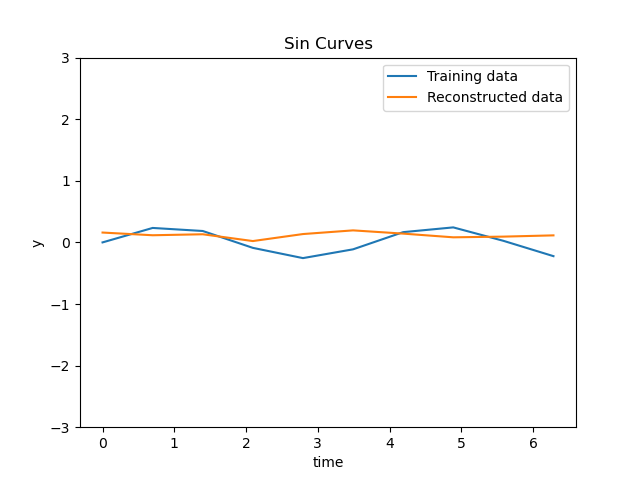 Sin Curves
Training data
Reconstructed data
3
2
1
0
−1
−2
−3
y
0 1 2 3 4 5 6
time